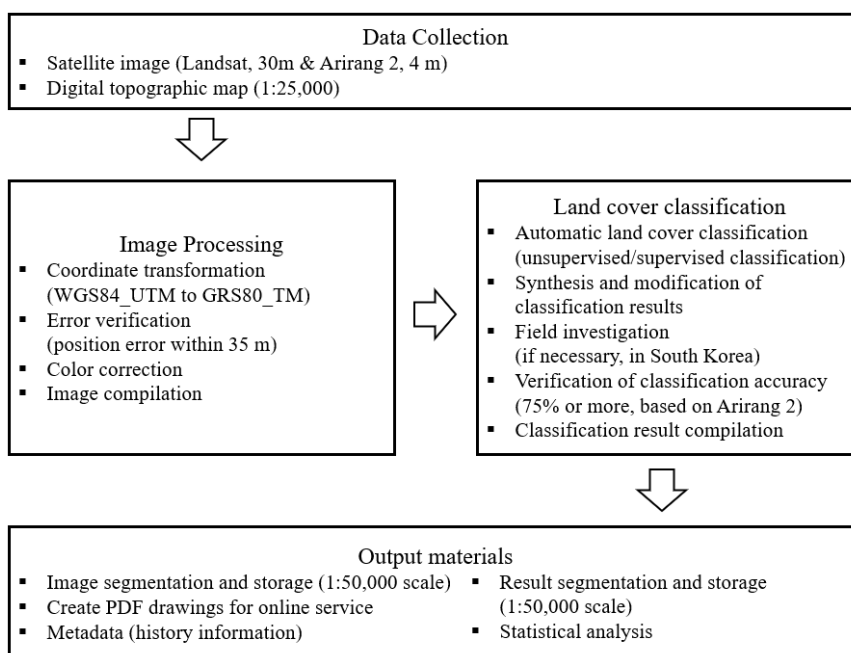 Data Collection
▪ Satellite image (Landsat, 30m & Arirang 2, 4 m)
▪ Digital topographic map (1:25,000)
Image Processing
▪ Coordinate transformation
(WGS84_UTM to GRS80_TM)
▪ Error verification
(position error within 35 m)
▪ Color correction
▪ Image compilation
Land cover classification
▪ Automatic land cover classification
(unsupervised/supervised classification)
▪ Synthesis and modification of
classification results
▪ Field investigation
(if necessary, in South Korea)
▪ Verification of classification accuracy
(75% or more, based on Arirang 2)
▪ Classification result compilation
Output materials
▪ Image segmentation and storage (1:50,000 scale)
▪ Create PDF drawings for online service
▪ Metadata (history information)
▪ Result segmentation and storage
(1:50,000 scale)
▪ Statistical analysis